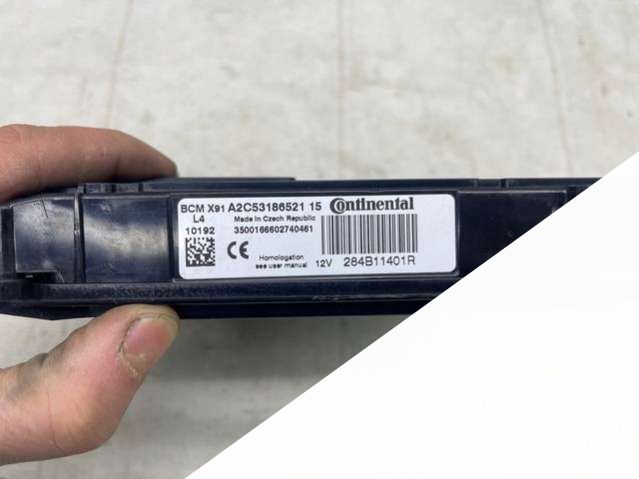 BCM X91 A2C53186521 15 Continental
L4 Made in Czech Republic
10192 3500166602740461
CE Homologation
see user manual 12V 284B11401R